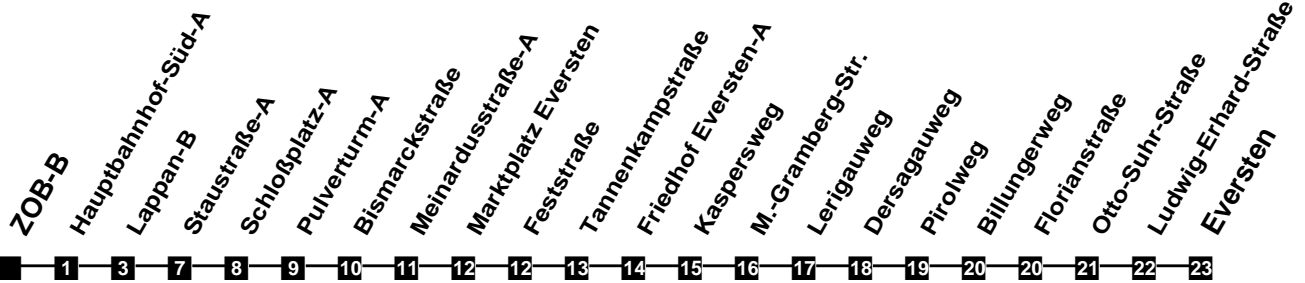 ZOB-B
Hauptbahnhof-Süd-A
Lappan-B
Staustraße-A
Schloßplatz-A
Pulverturm-A
Bismarckstraße
Meinardusstraße-A
Marktplatz Eversten
Feststraße
Tannenkampstraße
Friedhof Eversten-A
Kaspersweg
M.-Gramberg-Str.
Lerigauweg
Dersagauweg
Pirolweg
Billungerweg
Florianstraße
Otto-Suhr-Straße
Ludwig-Erhard-Straße
Eversten
1 3 7 8 9 10 11 12 12 13 14 15 16 17 18 19 20 20 21 22 23